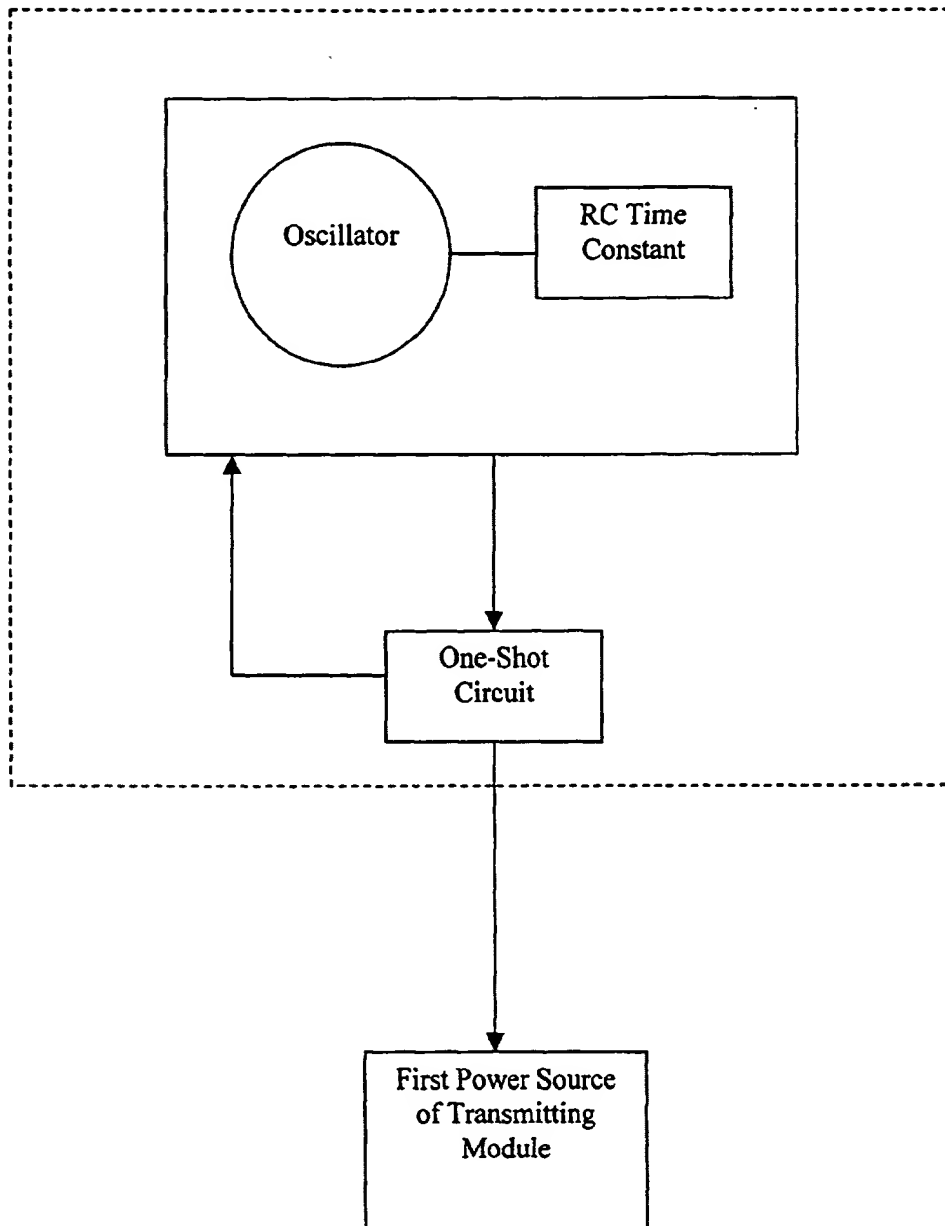 Oscillator
RC Time
Constant
One-Shot
Circuit
First Power Source
of Transmitting
Module